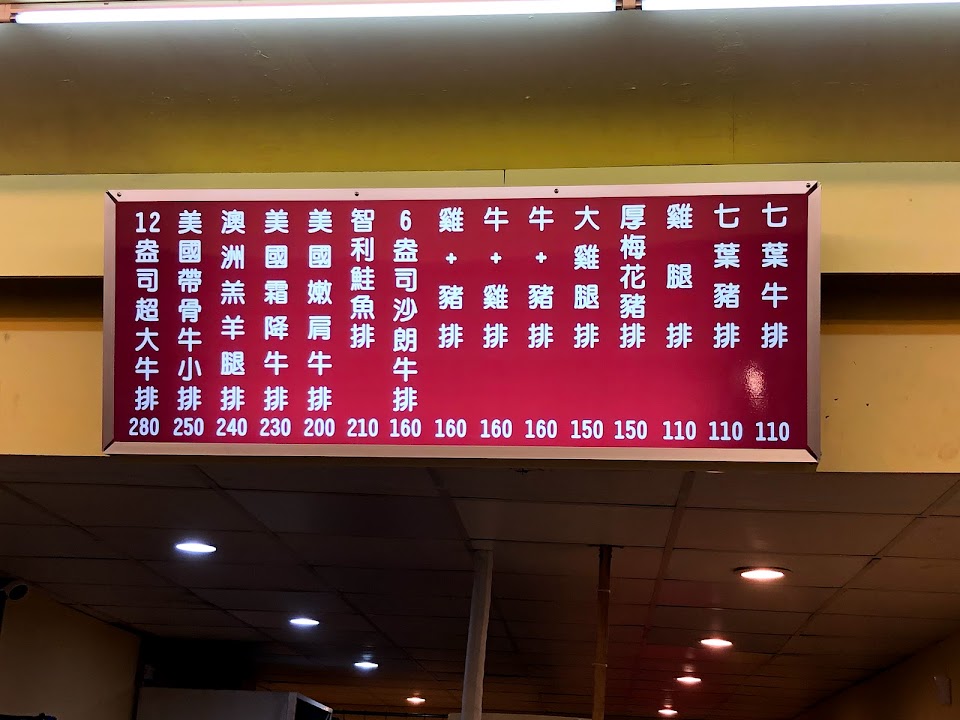 七葉牛排 110
七葉豬排 110
雞腿排 110
厚梅花豬排 150
大雞腿排 150
牛+豬排 160
牛+雞排 160
雞+豬排 160
6盎司沙朗牛排 160
智利鮭魚排 210
美國嫩肩牛排 200
美國霜降牛排 230
澳洲羔羊腿排 240
美國帶骨牛小排 250
12盎司超大牛排 280